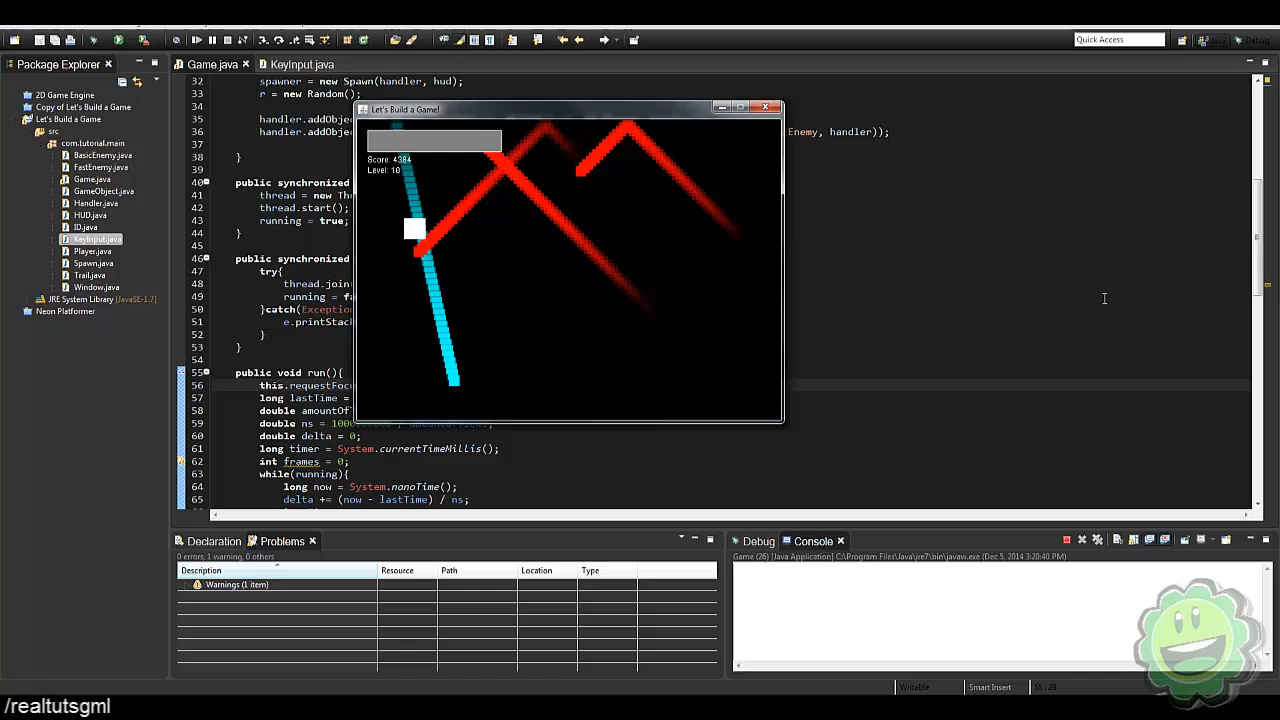 Quick Access
Java
Debug
Package Explorer
Game.java
KeyInput.java
2D Game Engine
Copy of Let's Build a Game
Let's Build a Game
src
com.tutorial.main
BasicEnemy.java
FastEnemy.java
Game.java
GameObject.java
Handler.java
HUD.java
ID.java
KeyInput.java
Player.java
Spawn.java
Trail.java
Window.java
JRE System Library [JavaSE-1.7]
Neon Platformer
32 spawner = new Spawn(handler, hud);
33 r = new Random();
34
35 handler.addObje
36 handler.addObje Enemy, handler));
37
38 }
39
40 public synchronized
41 thread = new Thr
42 thread.start();
43 running = true;
44 }
45
46 public synchronized
47 try{
48 thread.join
49 running = fa
50 }catch(Exception
51 e.printStack
52 }
53 }
54
55 public void run(){
56 this.requestFocu
57 long lastTime =
58 double amountOf
59 double ns = 1000
60 double delta = 0;
61 long timer = System.currentTimeMillis();
62 int frames = 0;
63 while(running){
64 long now = System.nanoTime();
65 delta += (now - lastTime) / ns;
Let's Build a Game!
Score: 4384
Level: 18
Declaration
Problems
0 errors, 1 warning, 0 others
Description Resource Path Location Type
Warnings (1 item)
Debug
Console
Game (26) [Java Application] C:\Program Files\Java\jre7\bin\javaw.exe (Dec 5, 2014 3:20:40 PM)
Writable Smart Insert 56 : 29
/realtutsgml